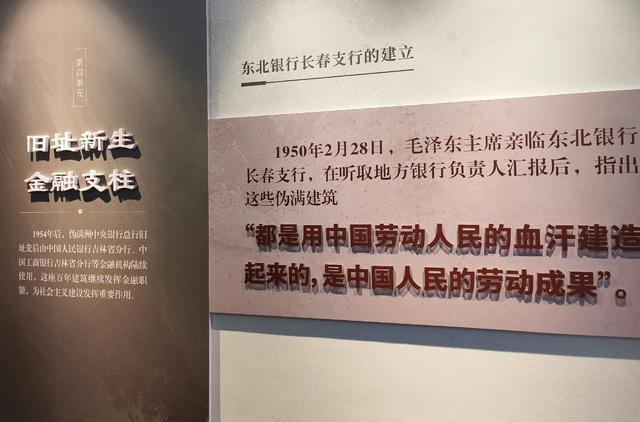 第四单元
旧址新生
金融支柱
1954年后，伪满洲中央银行总行旧
址先后由中国人民银行吉林省分行、中
国工商银行吉林省分行等金融机构陆续
使用，这座百年建筑继续发挥金融职
能，为社会主义建设发挥重要作用。
东北银行长春支行的建立
1950年2月28日，毛泽东主席亲临东北银行
长春支行，在听取地方银行负责人汇报后，指出
这些伪满建筑
“都是用中国劳动人民的血汗建造
起来的，是中国人民的劳动成果”。